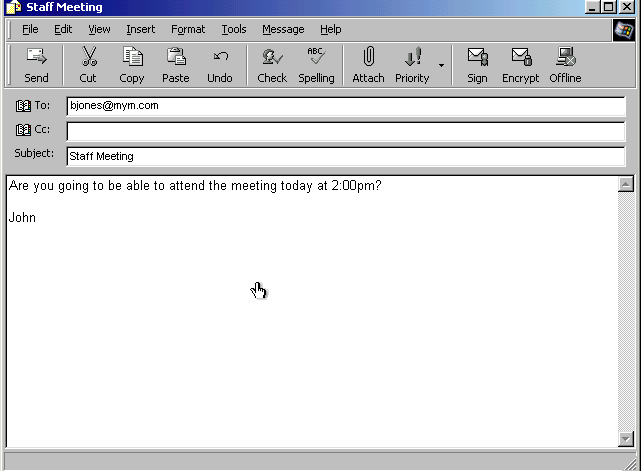 Staff Meeting
File Edit View Insert Format Tools Message Help
Send Cut Copy Paste Undo Check Spelling Attach Priority Sign Encrypt Offline
To: bjones@mym.com
Cc:
Subject: Staff Meeting
Are you going to be able to attend the meeting today at 2:00pm?
John